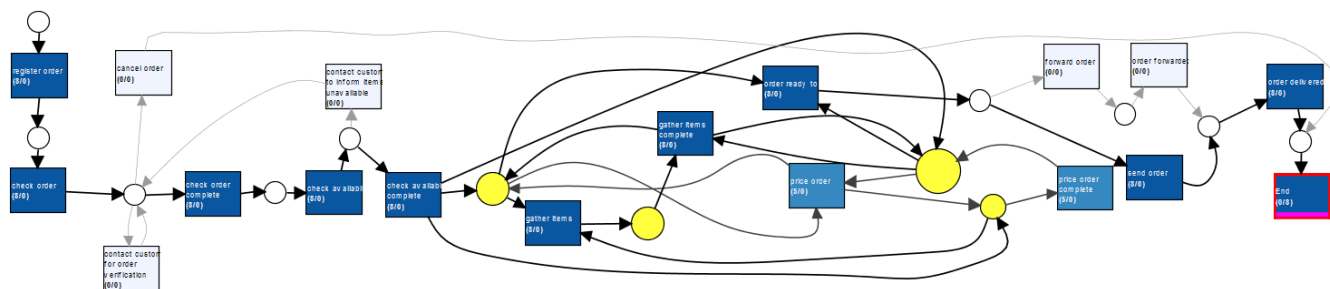 register order
(8/0)
check order
(8/0)
cancel order
(0/0)
contact custom
for order
verification
(0/0)
check order
complete
(8/0)
check availabl
(8/0)
contact custom
to inform items
unavailable
(0/0)
check availabl
complete
(8/0)
gather items
(8/0)
gather items
complete
(8/0)
order ready to
(8/0)
price order
(5/0)
price order
complete
(5/0)
forward order
(0/0)
order forwarded
(0/0)
send order
(8/0)
order delivered
(8/0)
End
(0/8)